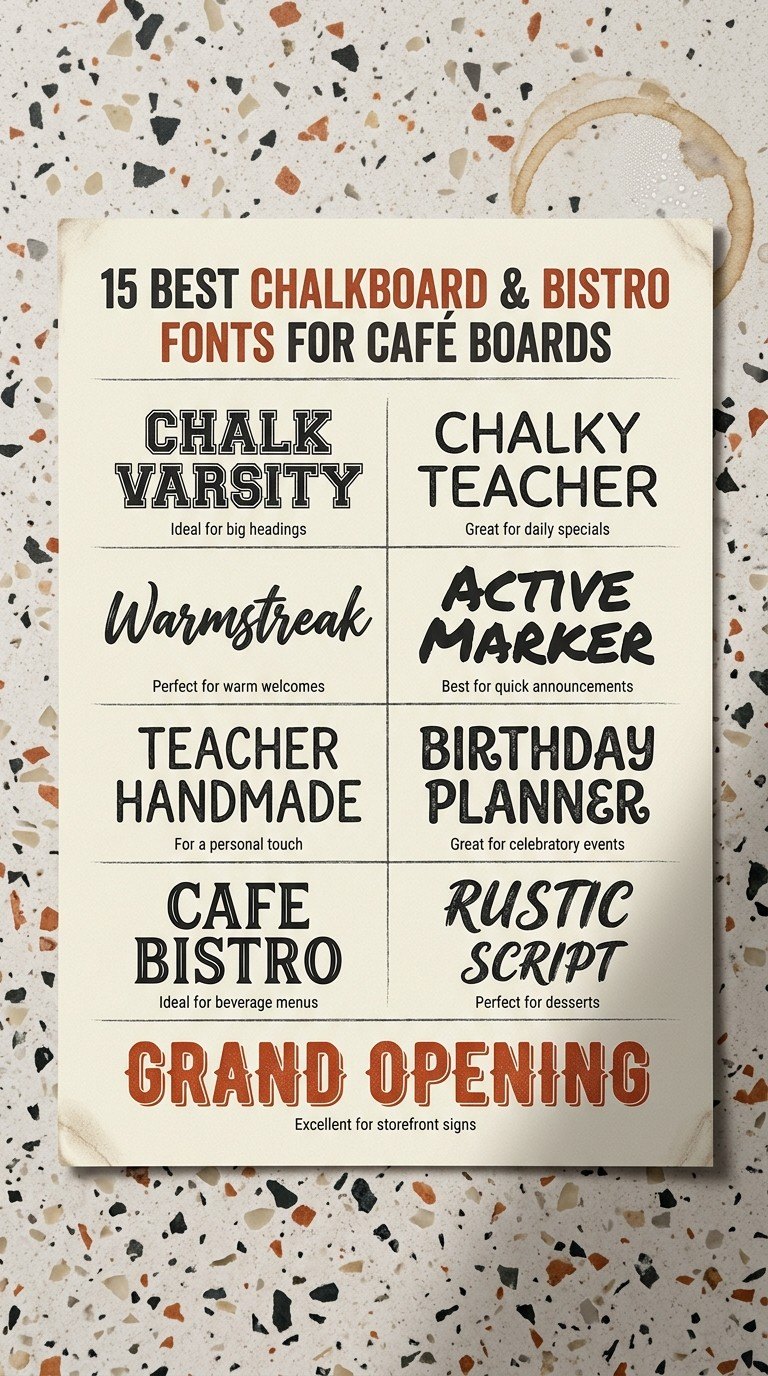 15 BEST CHALKBOARD & BISTRO
FONTS FOR CAFÉ BOARDS
CHALK
VARSITY
Ideal for big headings
CHALKY
TEACHER
Great for daily specials
Warmstreak
Perfect for warm welcomes
ACTIVE
MARKER
Best for quick announcements
TEACHER
HANDMADE
For a personal touch
BIRTHDAY
PLANNER
Great for celebratory events
CAFE
BISTRO
Ideal for beverage menus
RUSTIC
SCRIPT
Perfect for desserts
GRAND OPENING
Excellent for storefront signs